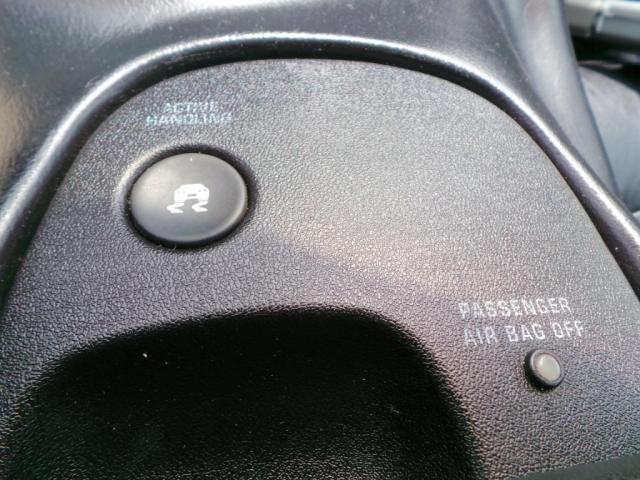 ACTIVE
HANDLING
PASSENGER
AIR BAG OFF